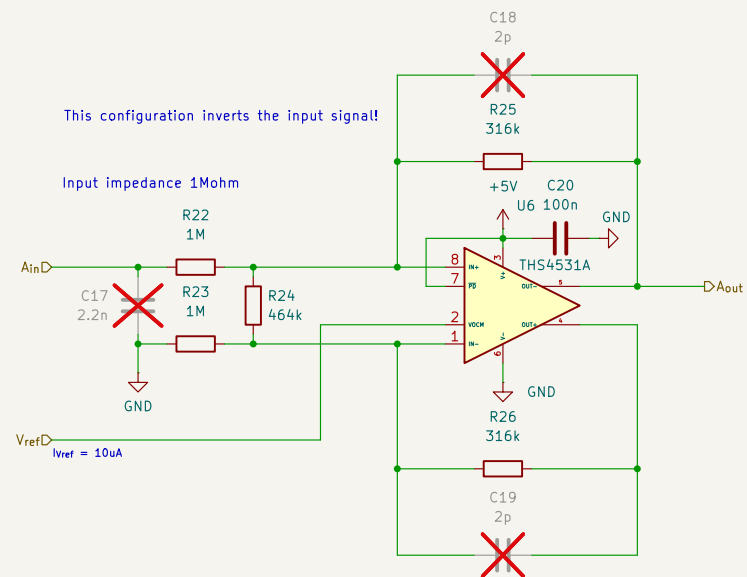 C18
2p
This configuration inverts the input signal!
R25
316k
Input impedance 1Mohm
+5V
C20
U6
100n
GND
R22
1M
THS4531A
Ain
8
IN+
3
V+
7
PD
OUT-
5
Aout
C17
2.2n
R23
1M
R24
464k
2
VOCM
OUT+
4
1
IN-
V-
6
GND
GND
R26
316k
Vref
IVref = 10uA
C19
2p